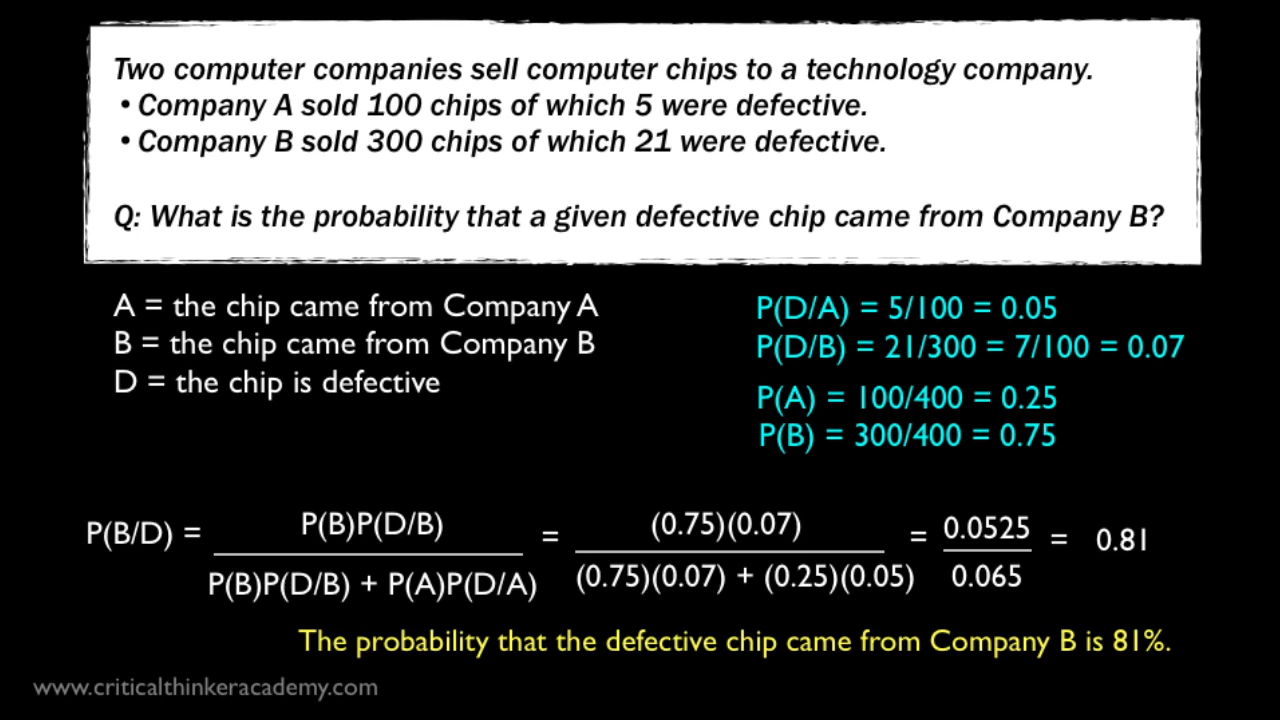 Two computer companies sell computer chips to a technology company.
• Company A sold 100 chips of which 5 were defective.
• Company B sold 300 chips of which 21 were defective.
Q: What is the probability that a given defective chip came from Company B?
A = the chip came from Company A
B = the chip came from Company B
D = the chip is defective
P(D/A) = 5/100 = 0.05
P(D/B) = 21/300 = 7/100 = 0.07
P(A) = 100/400 = 0.25
P(B) = 300/400 = 0.75
P(B)P(D/B) (0.75)(0.07) 0.0525
P(B/D) = = = = 0.81
P(B)P(D/B) + P(A)P(D/A) (0.75)(0.07) + (0.25)(0.05) 0.065
The probability that the defective chip came from Company B is 81%.
www.criticalthinkeracademy.com